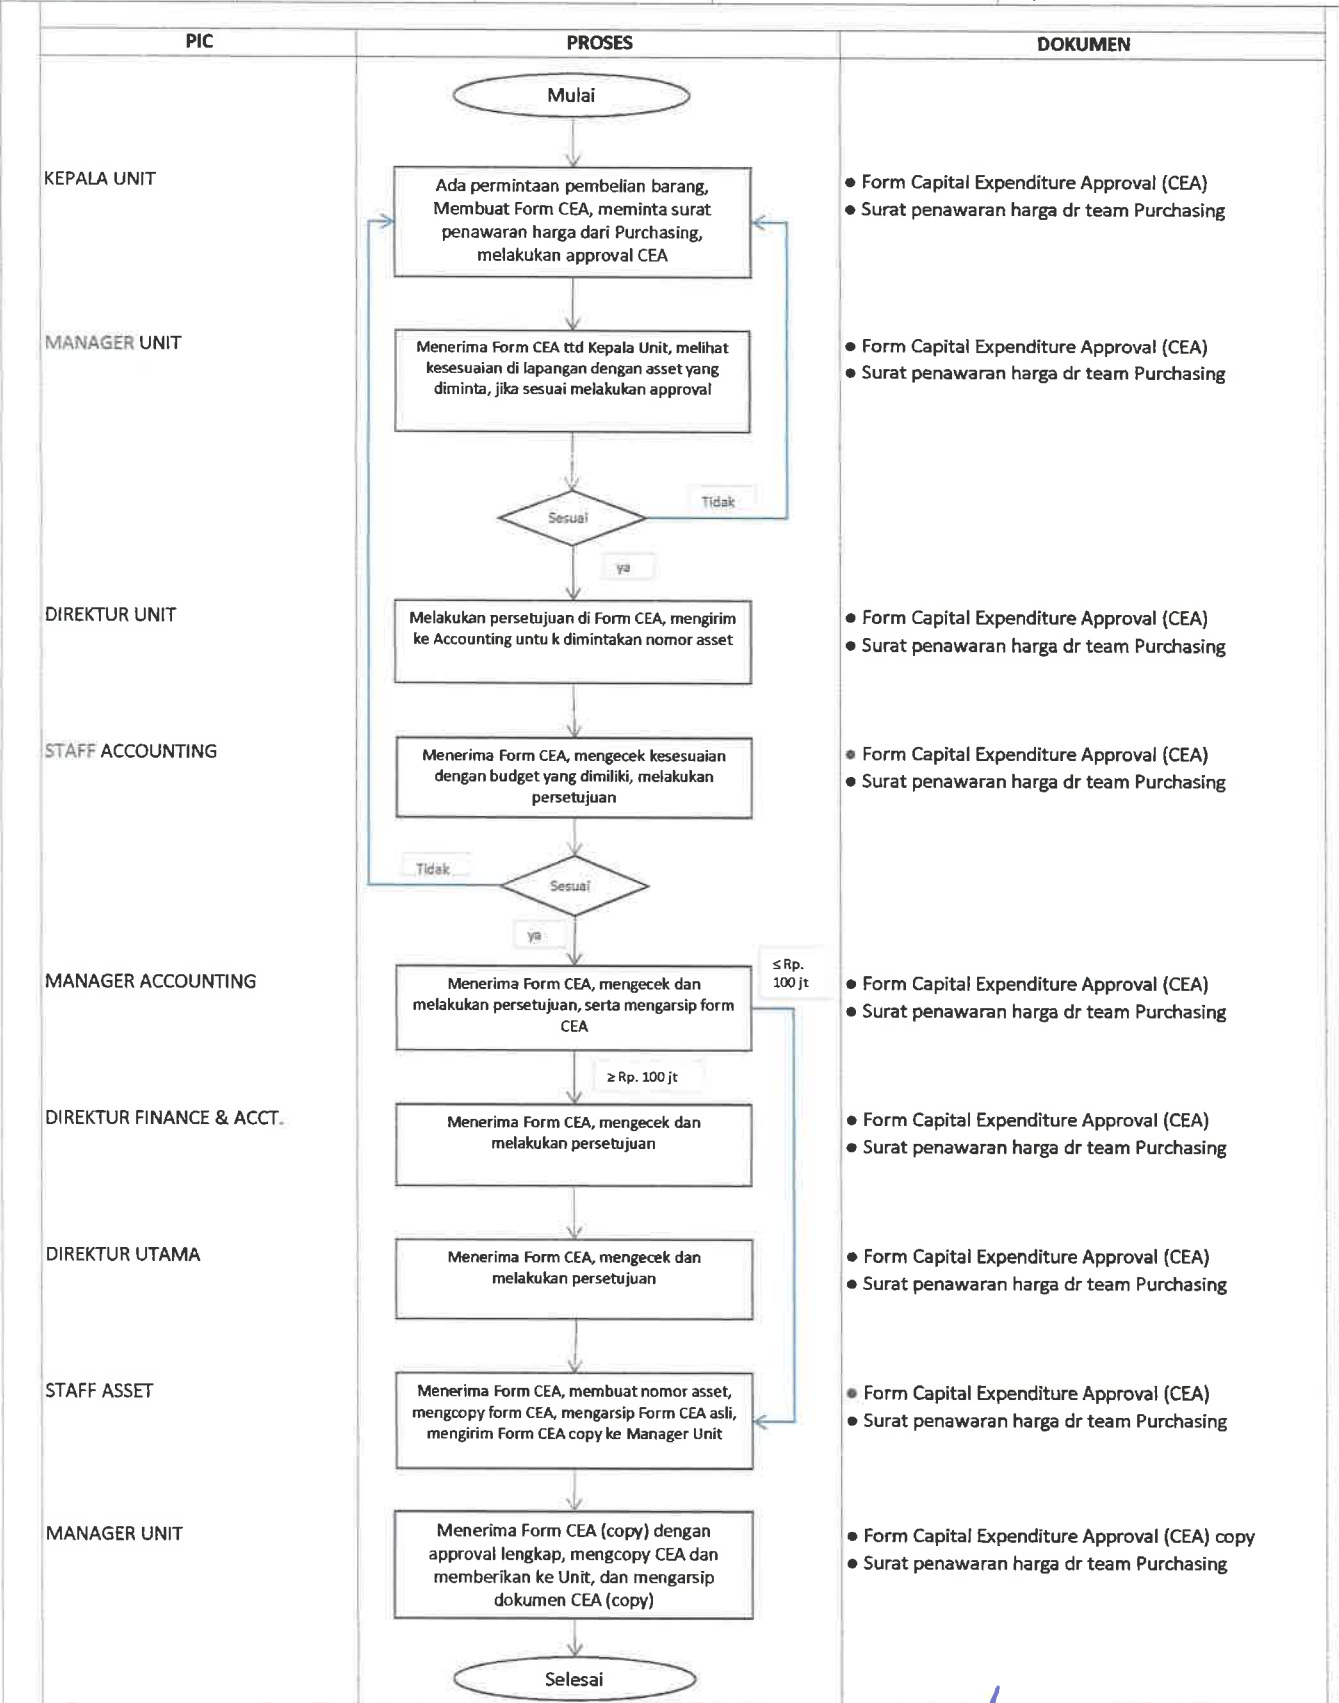 PIC
PROSES
DOKUMEN
Mulai
KEPALA UNIT
Ada permintaan pembelian barang,
Membuat Form CEA, meminta surat
penawaran harga dari Purchasing,
melakukan approval CEA
● Form Capital Expenditure Approval (CEA)
● Surat penawaran harga dr team Purchasing
MANAGER UNIT
Menerima Form CEA ttd Kepala Unit, melihat
kesesuaian di lapangan dengan asset yang
diminta, jika sesuai melakukan approval
● Form Capital Expenditure Approval (CEA)
● Surat penawaran harga dr team Purchasing
Sesuai
Tidak
ya
DIREKTUR UNIT
Melakukan persetujuan di Form CEA, mengirim
ke Accounting untu k dimintakan nomor asset
● Form Capital Expenditure Approval (CEA)
● Surat penawaran harga dr team Purchasing
STAFF ACCOUNTING
Menerima Form CEA, mengecek kesesuaian
dengan budget yang dimiliki, melakukan
persetujuan
● Form Capital Expenditure Approval (CEA)
● Surat penawaran harga dr team Purchasing
Tidak
Sesuai
ya
MANAGER ACCOUNTING
Menerima Form CEA, mengecek dan
melakukan persetujuan, serta mengarsip form
CEA
≤ Rp.
100 jt
● Form Capital Expenditure Approval (CEA)
● Surat penawaran harga dr team Purchasing
≥ Rp. 100 jt
DIREKTUR FINANCE & ACCT.
Menerima Form CEA, mengecek dan
melakukan persetujuan
● Form Capital Expenditure Approval (CEA)
● Surat penawaran harga dr team Purchasing
DIREKTUR UTAMA
Menerima Form CEA, mengecek dan
melakukan persetujuan
● Form Capital Expenditure Approval (CEA)
● Surat penawaran harga dr team Purchasing
STAFF ASSET
Menerima Form CEA, membuat nomor asset,
mengcopy form CEA, mengarsip Form CEA asli,
mengirim Form CEA copy ke Manager Unit
● Form Capital Expenditure Approval (CEA)
● Surat penawaran harga dr team Purchasing
MANAGER UNIT
Menerima Form CEA (copy) dengan
approval lengkap, mengcopy CEA dan
memberikan ke Unit, dan mengarsip
dokumen CEA (copy)
● Form Capital Expenditure Approval (CEA) copy
● Surat penawaran harga dr team Purchasing
Selesai